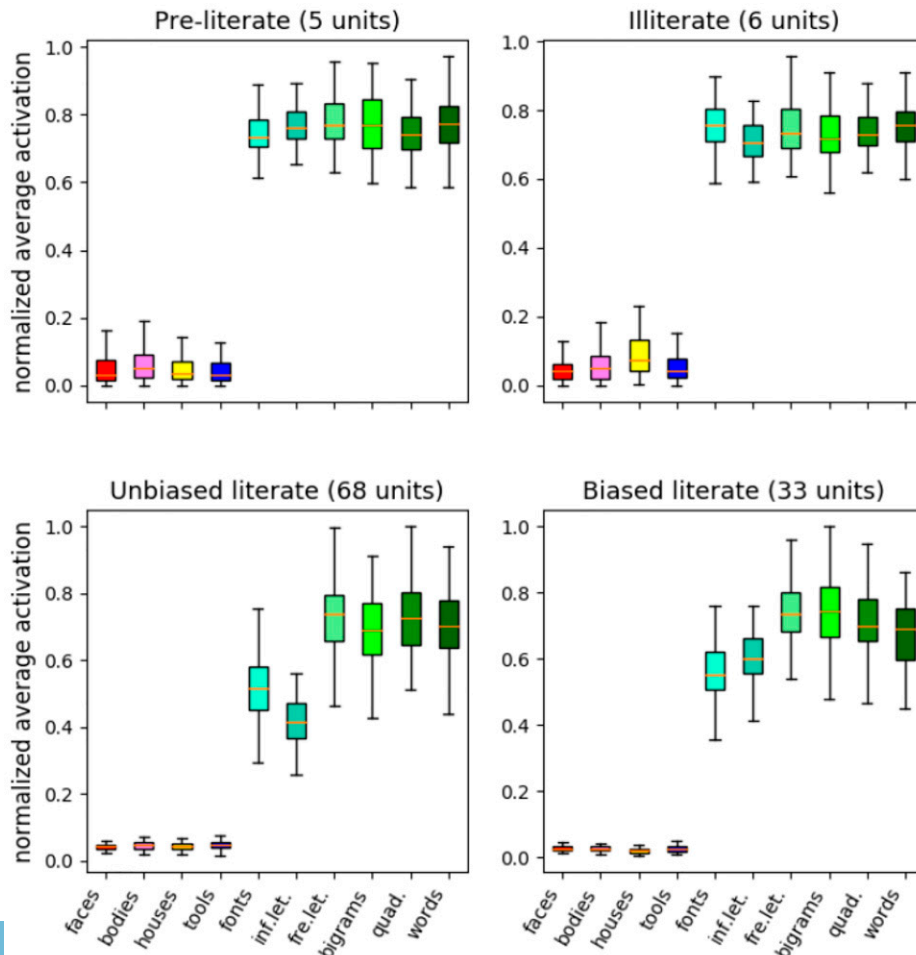 Pre-literate (5 units)
Illiterate (6 units)
normalized average activation
1.0
0.8
0.6
0.4
0.2
0.0
1.0
0.8
0.6
0.4
0.2
0.0
Unbiased literate (68 units)
Biased literate (33 units)
normalized average activation
1.0
0.8
0.6
0.4
0.2
0.0
1.0
0.8
0.6
0.4
0.2
0.0
faces
bodies
houses
tools
fonts
inf.let.
fre.let.
bigrams
quad.
words
faces
bodies
houses
tools
fonts
inf.let.
fre.let.
bigrams
quad.
words